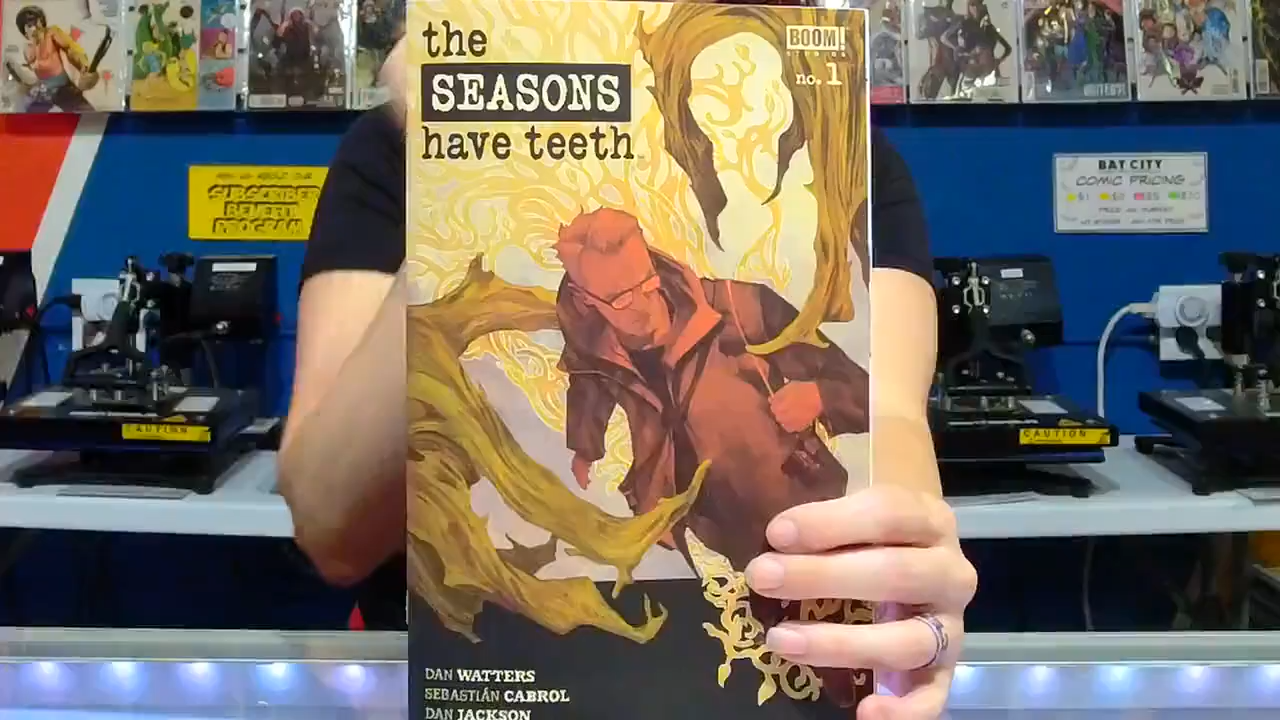 the
SEASONS
have teeth
BOOM!
STUDIOS
no. 1
DAN WATTERS
SEBASTIÁN CABROL
DAN JACKSON
SUBSCRIBER
BENEFIT
PROGRAM
BAT CITY
COMIC PRICING
CAUTION
CAUTION